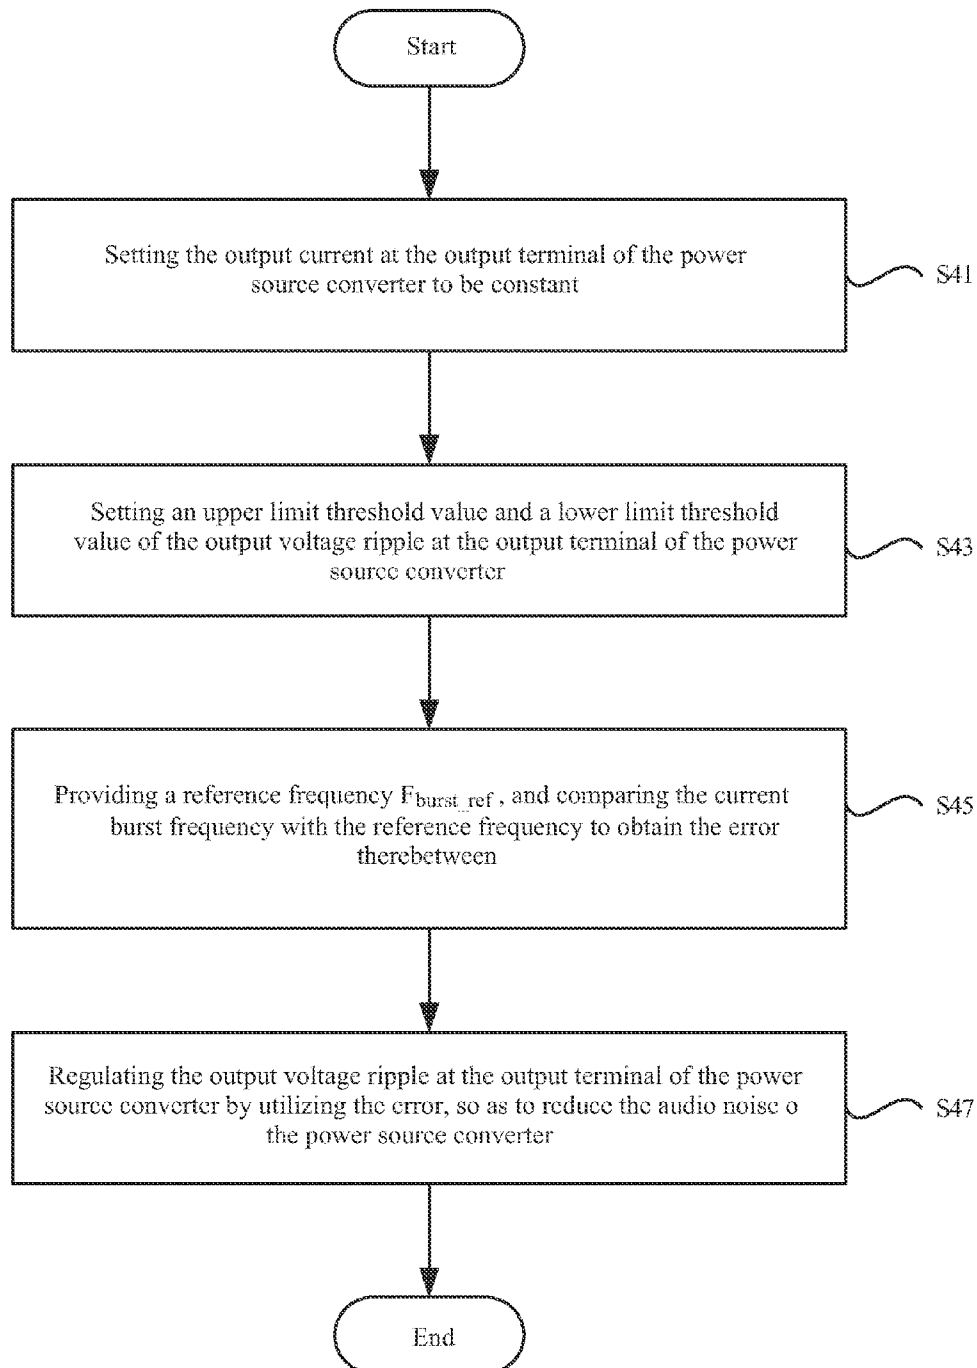 Start
Setting the output current at the output terminal of the power
source converter to be constant
S41
Setting an upper limit threshold value and a lower limit threshold
value of the output voltage ripple at the output terminal of the power
source converter
S43
Providing a reference frequency Fburst_ref , and comparing the current
burst frequency with the reference frequency to obtain the error
therebetween
S45
Regulating the output voltage ripple at the output terminal of the power
source converter by utilizing the error, so as to reduce the audio noise o
the power source converter
S47
End